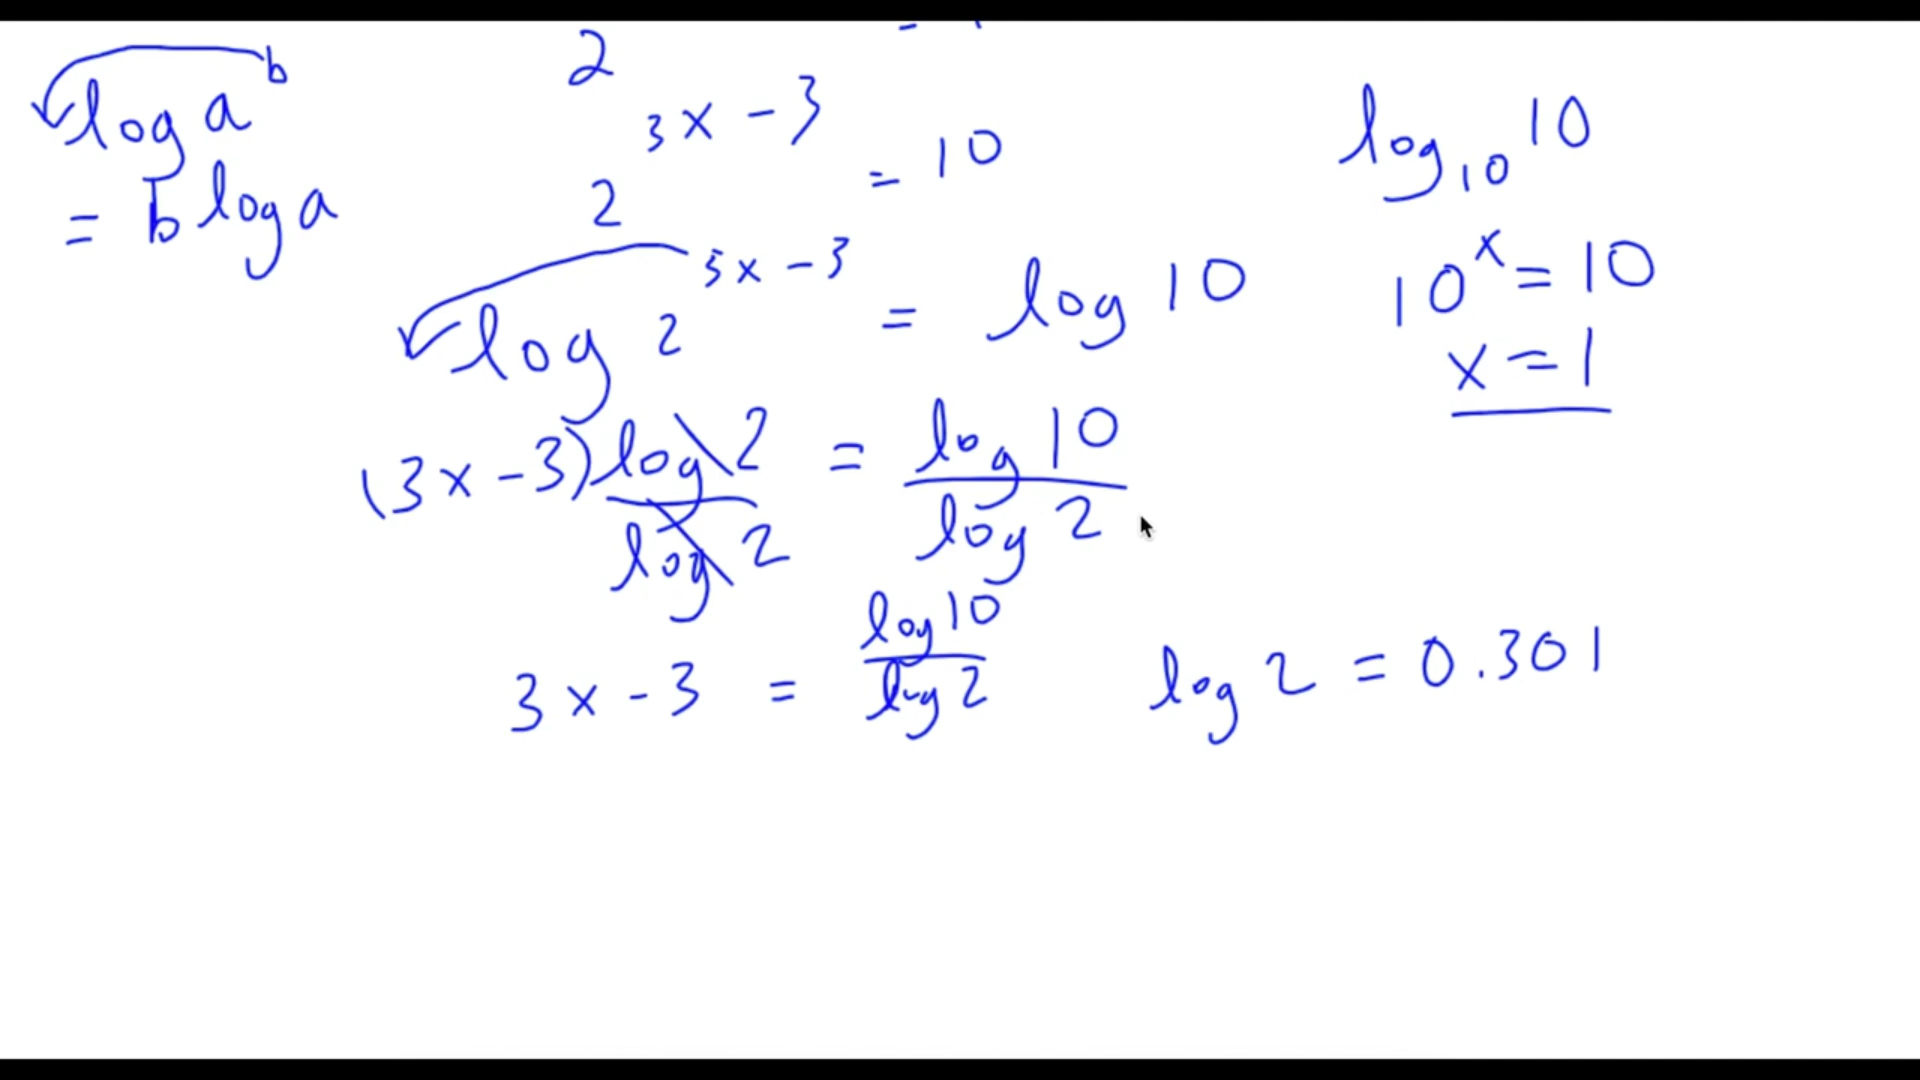 log a^b
= b log a
2
2^(3x - 3) = 10
log 2^(3x - 3) = log 10
(3x - 3) log 2 / log 2 = log 10 / log 2
3x - 3 = log 10 / log 2
log_10 10
10^x = 10
x = 1
log 2 = 0.301